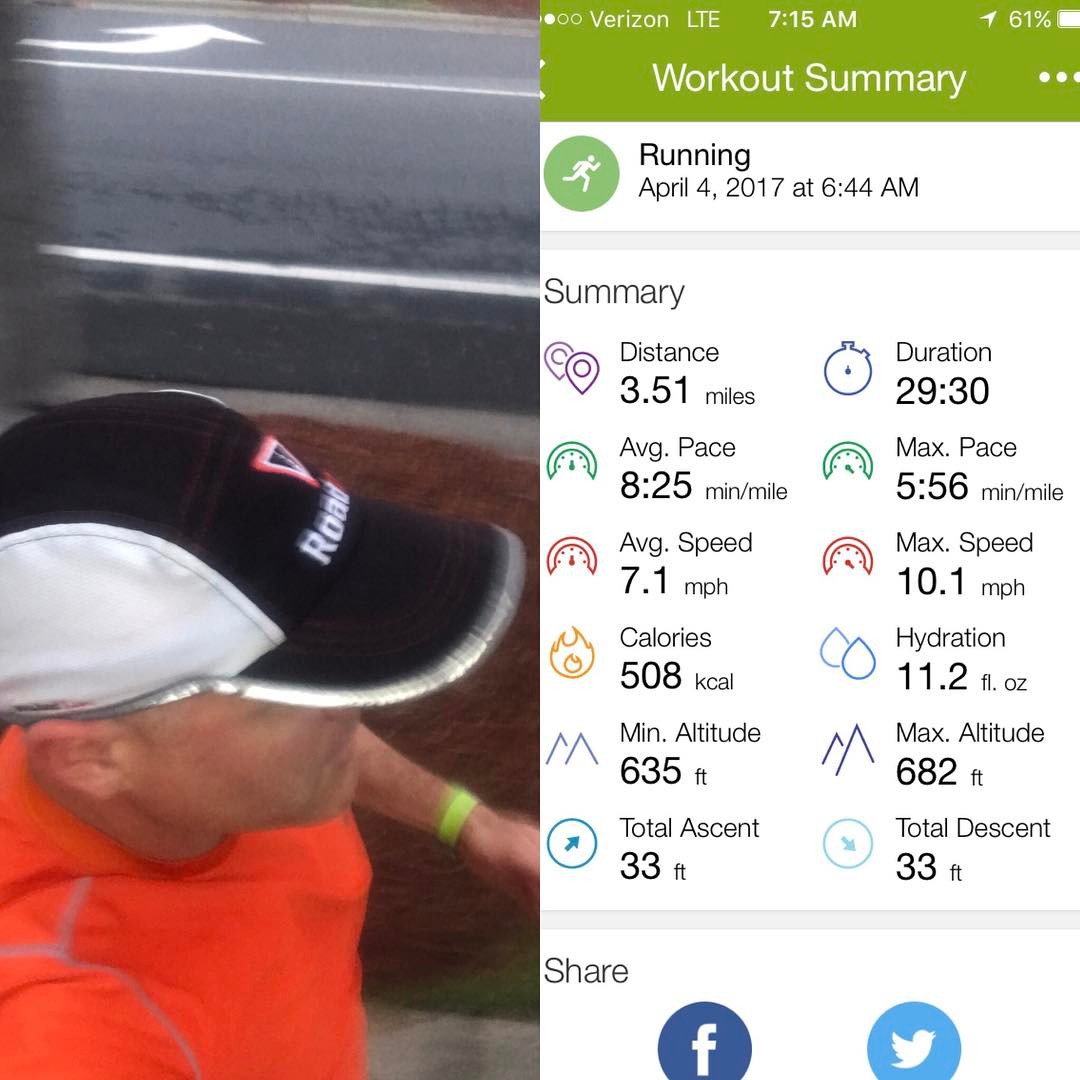 Road
Verizon LTE 7:15 AM 61%
Workout Summary
Running
April 4, 2017 at 6:44 AM
Summary
Distance Duration
3.51 miles 29:30
Avg. Pace Max. Pace
8:25 min/mile 5:56 min/mile
Avg. Speed Max. Speed
7.1 mph 10.1 mph
Calories Hydration
508 kcal 11.2 fl. oz
Min. Altitude Max. Altitude
635 ft 682 ft
Total Ascent Total Descent
33 ft 33 ft
Share
f